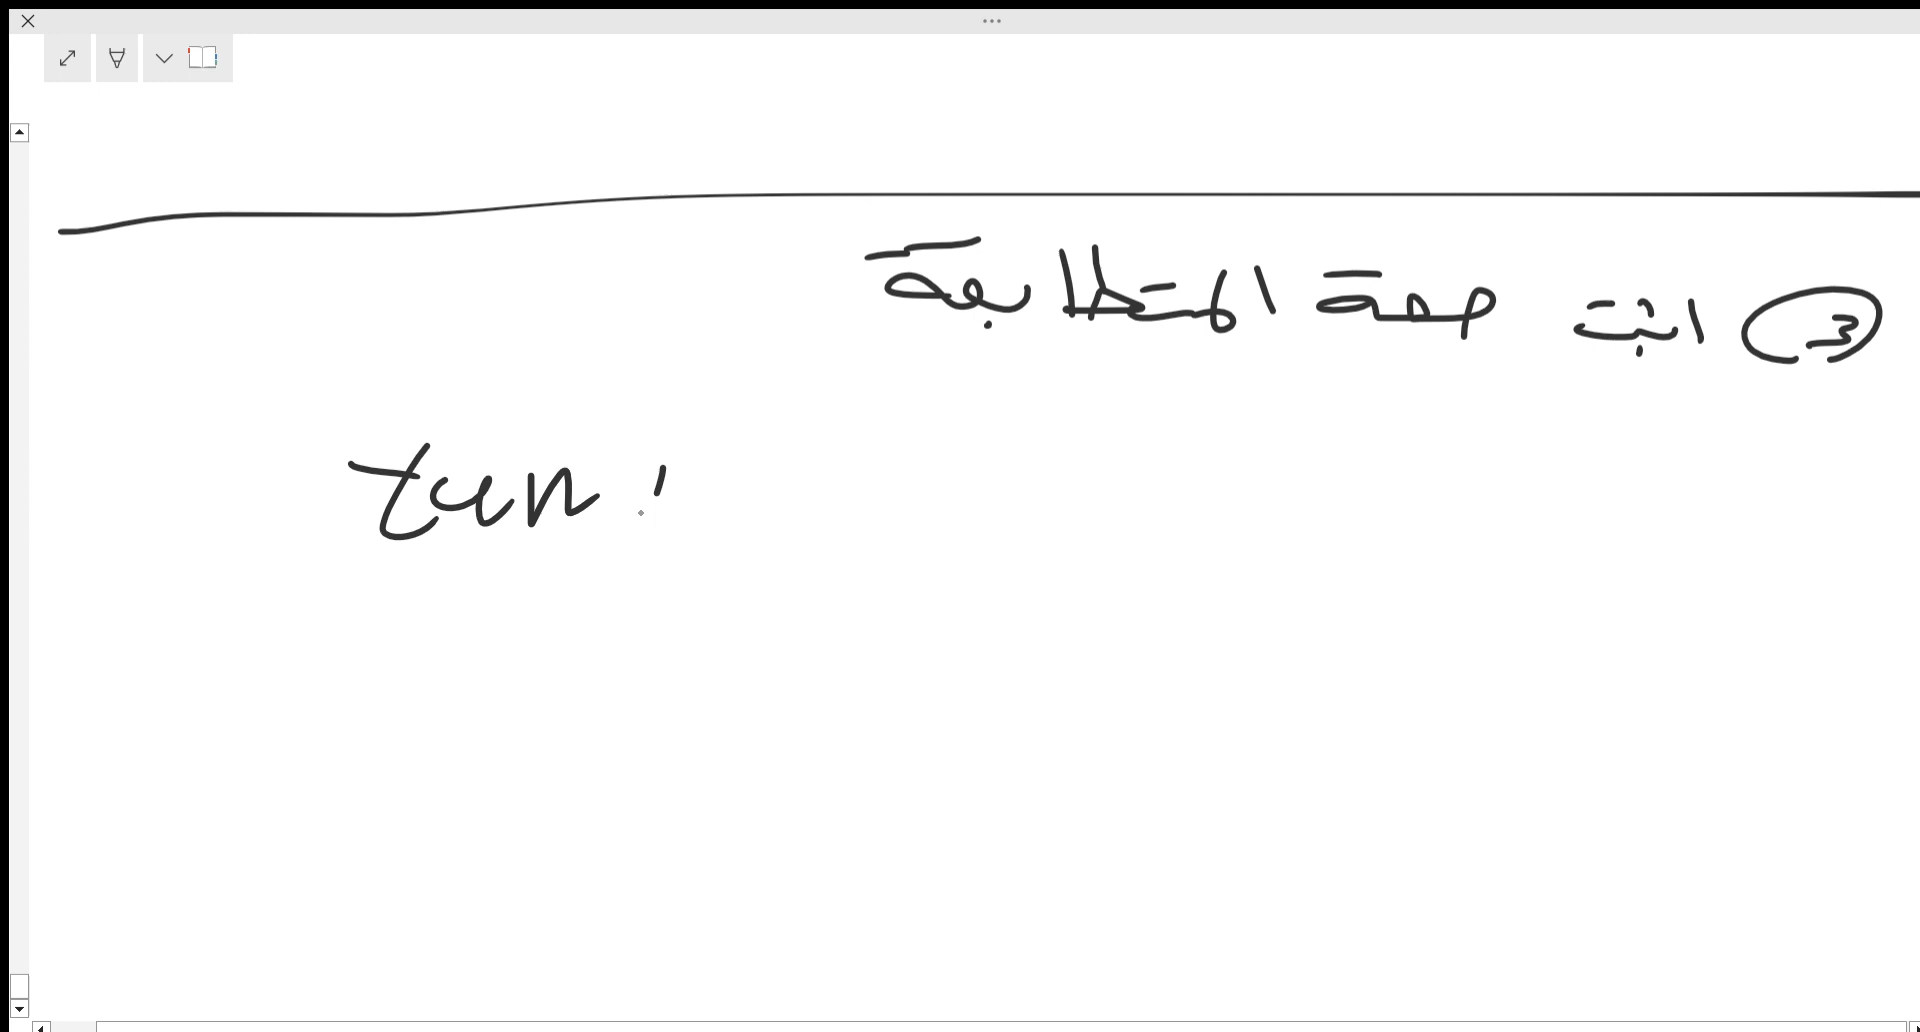 ③ اثبت صحة المتطابقة
tan